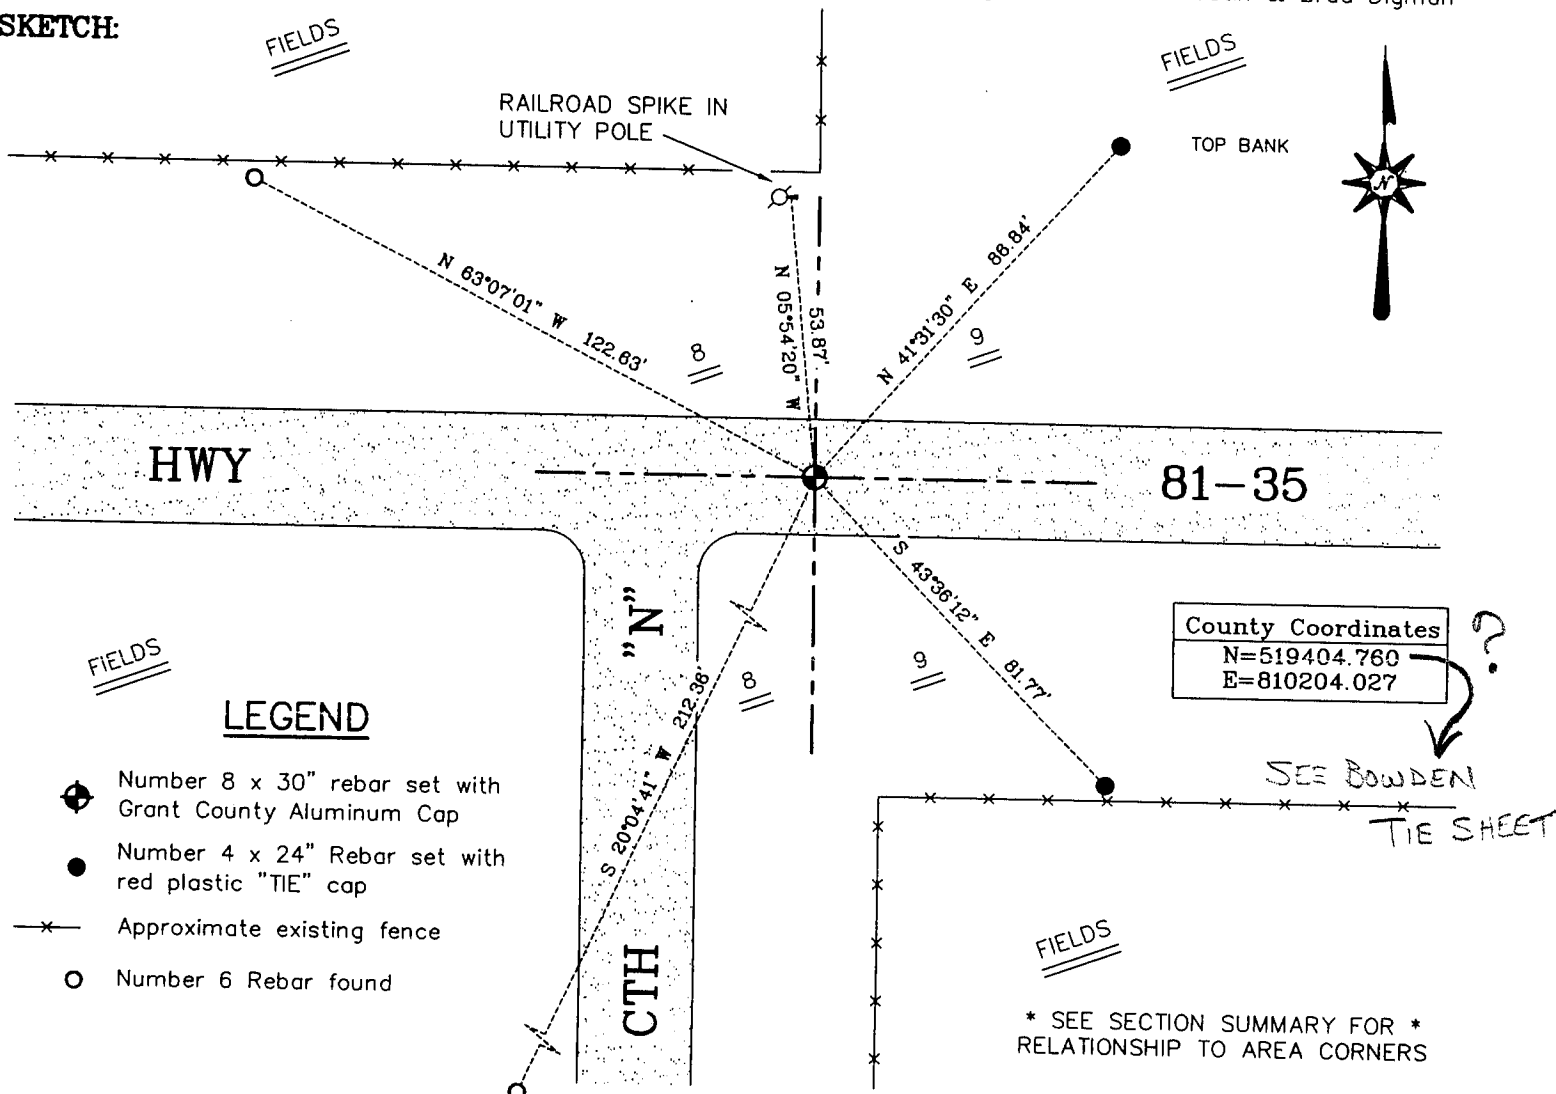 SKETCH:
FIELDS
FIELDS
RAILROAD SPIKE IN
UTILITY POLE
TOP BANK
N
N 63°07'01" W 122.63'
N 05°54'20" W
53.87'
N 41°31'30" E 86.84'
8
9
HWY
81-35
S 43°36'12" E 81.77'
"N"
County Coordinates
N=519404.760
E=810204.027
?
FIELDS
8
9
S 20°04'41" W 212.36'
LEGEND
SEE BOWDEN
TIE SHEET
Number 8 x 30" rebar set with
Grant County Aluminum Cap
Number 4 x 24" Rebar set with
red plastic "TIE" cap
Approximate existing fence
Number 6 Rebar found
CTH
FIELDS
* SEE SECTION SUMMARY FOR *
RELATIONSHIP TO AREA CORNERS